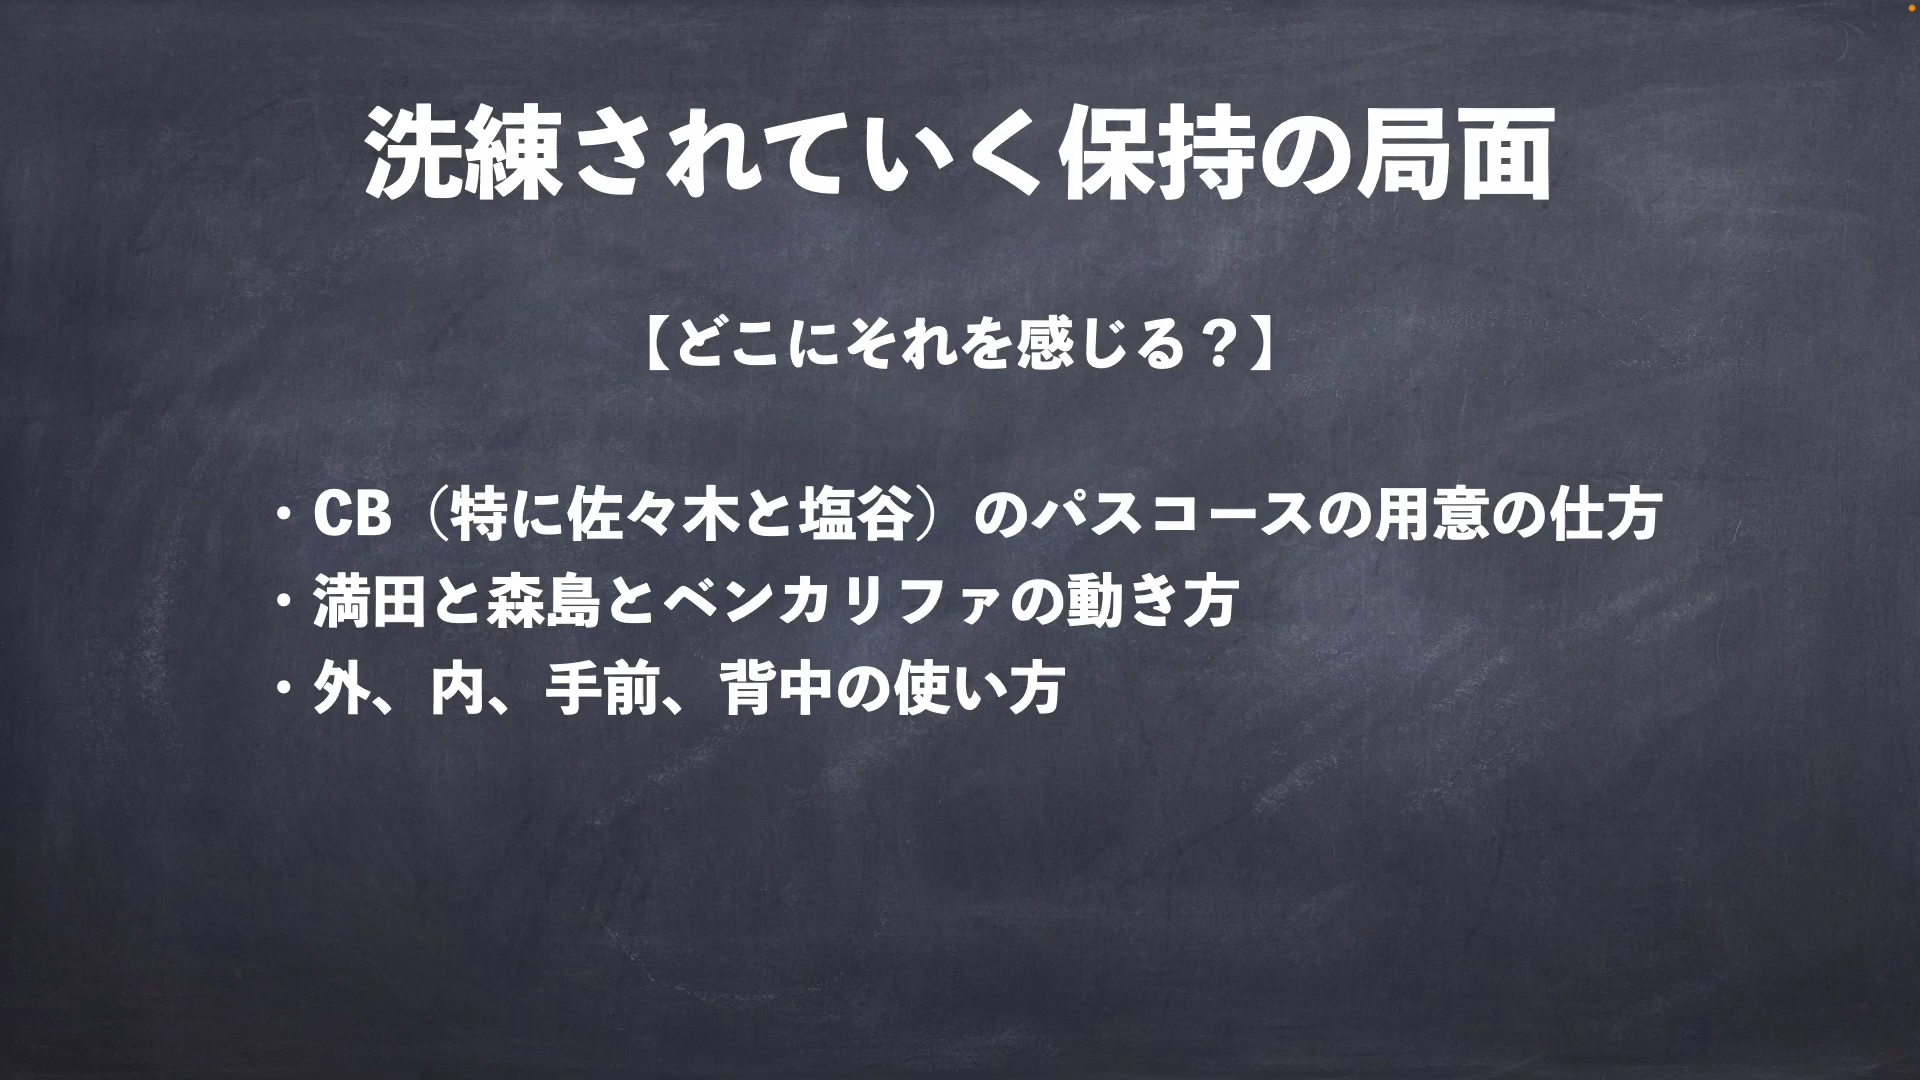 洗練されていく保持の局面
【どこにそれを感じる？】
・CB（特に佐々木と塩谷）のパスコースの用意の仕方
・満田と森島とベンカリファの動き方
・外、内、手前、背中の使い方